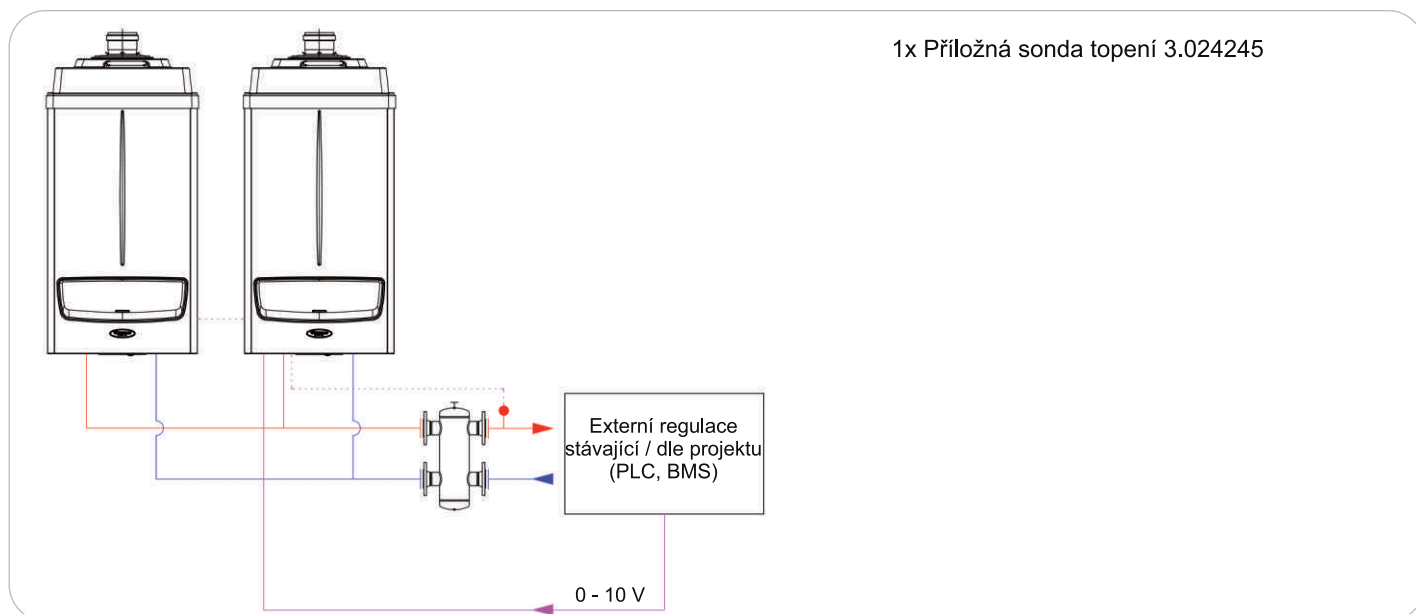 1x Příložná sonda topení 3.024245
Externí regulace
stávající / dle projektu
(PLC, BMS)
0 - 10 V